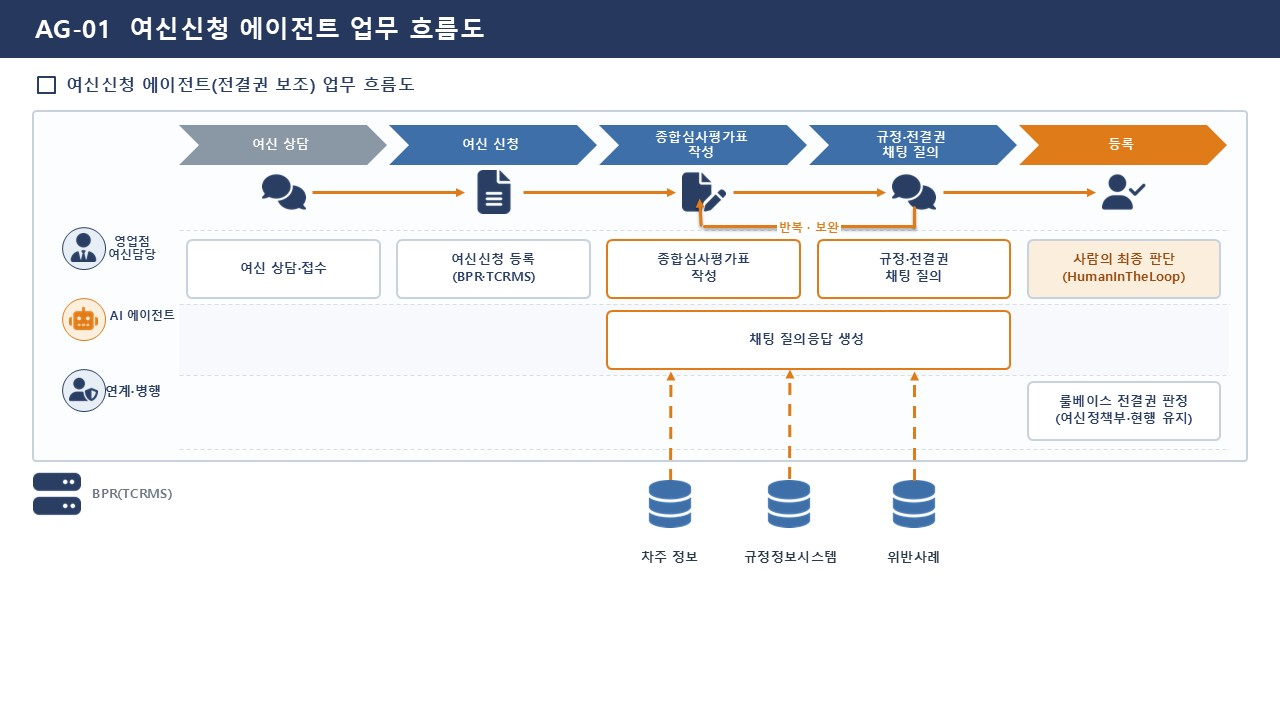 AG-01 여신신청 에이전트 업무 흐름도
여신신청 에이전트(전결권 보조) 업무 흐름도
여신 상담
여신 신청
종합심사평가표
작성
규정·전결권
채팅 질의
등록
반복 · 보완
영업점
여신담당
여신 상담·접수
여신신청 등록
(BPR·TCRMS)
종합심사평가표
작성
규정·전결권
채팅 질의
사람의 최종 판단
(HumanInTheLoop)
AI 에이전트
채팅 질의응답 생성
연계·병행
룰베이스 전결권 판정
(여신정책부·현행 유지)
BPR(TCRMS)
차주 정보
규정정보시스템
위반사례